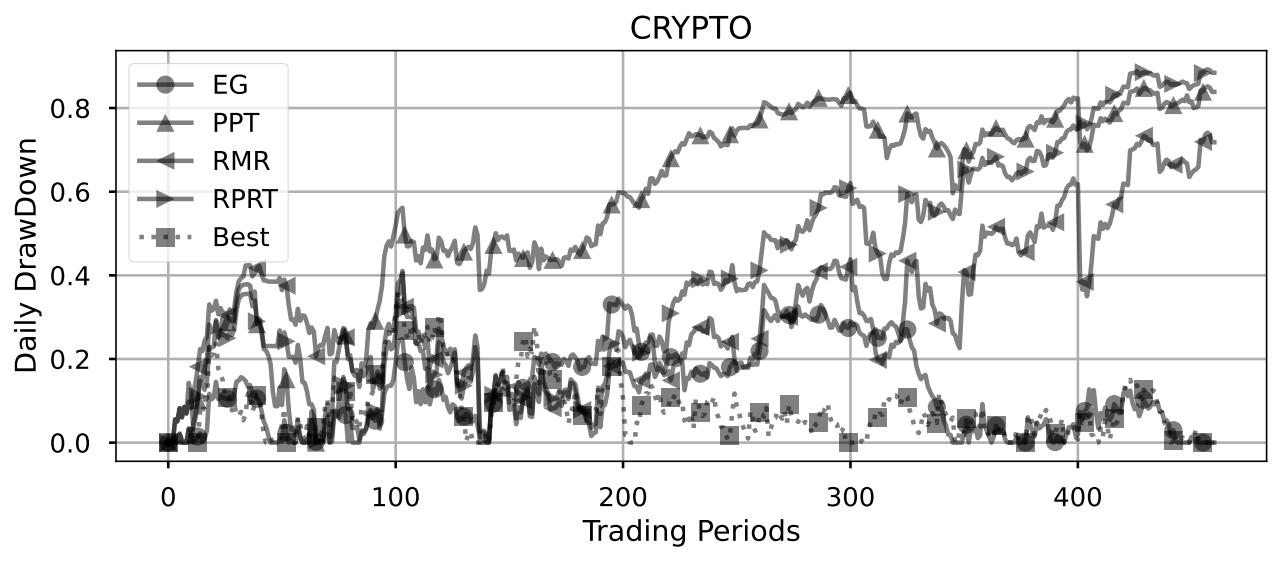 CRYPTO
Daily DrawDown
0.8
0.6
0.4
0.2
0.0
EG
PPT
RMR
RPRT
Best
0 100 200 300 400
Trading Periods